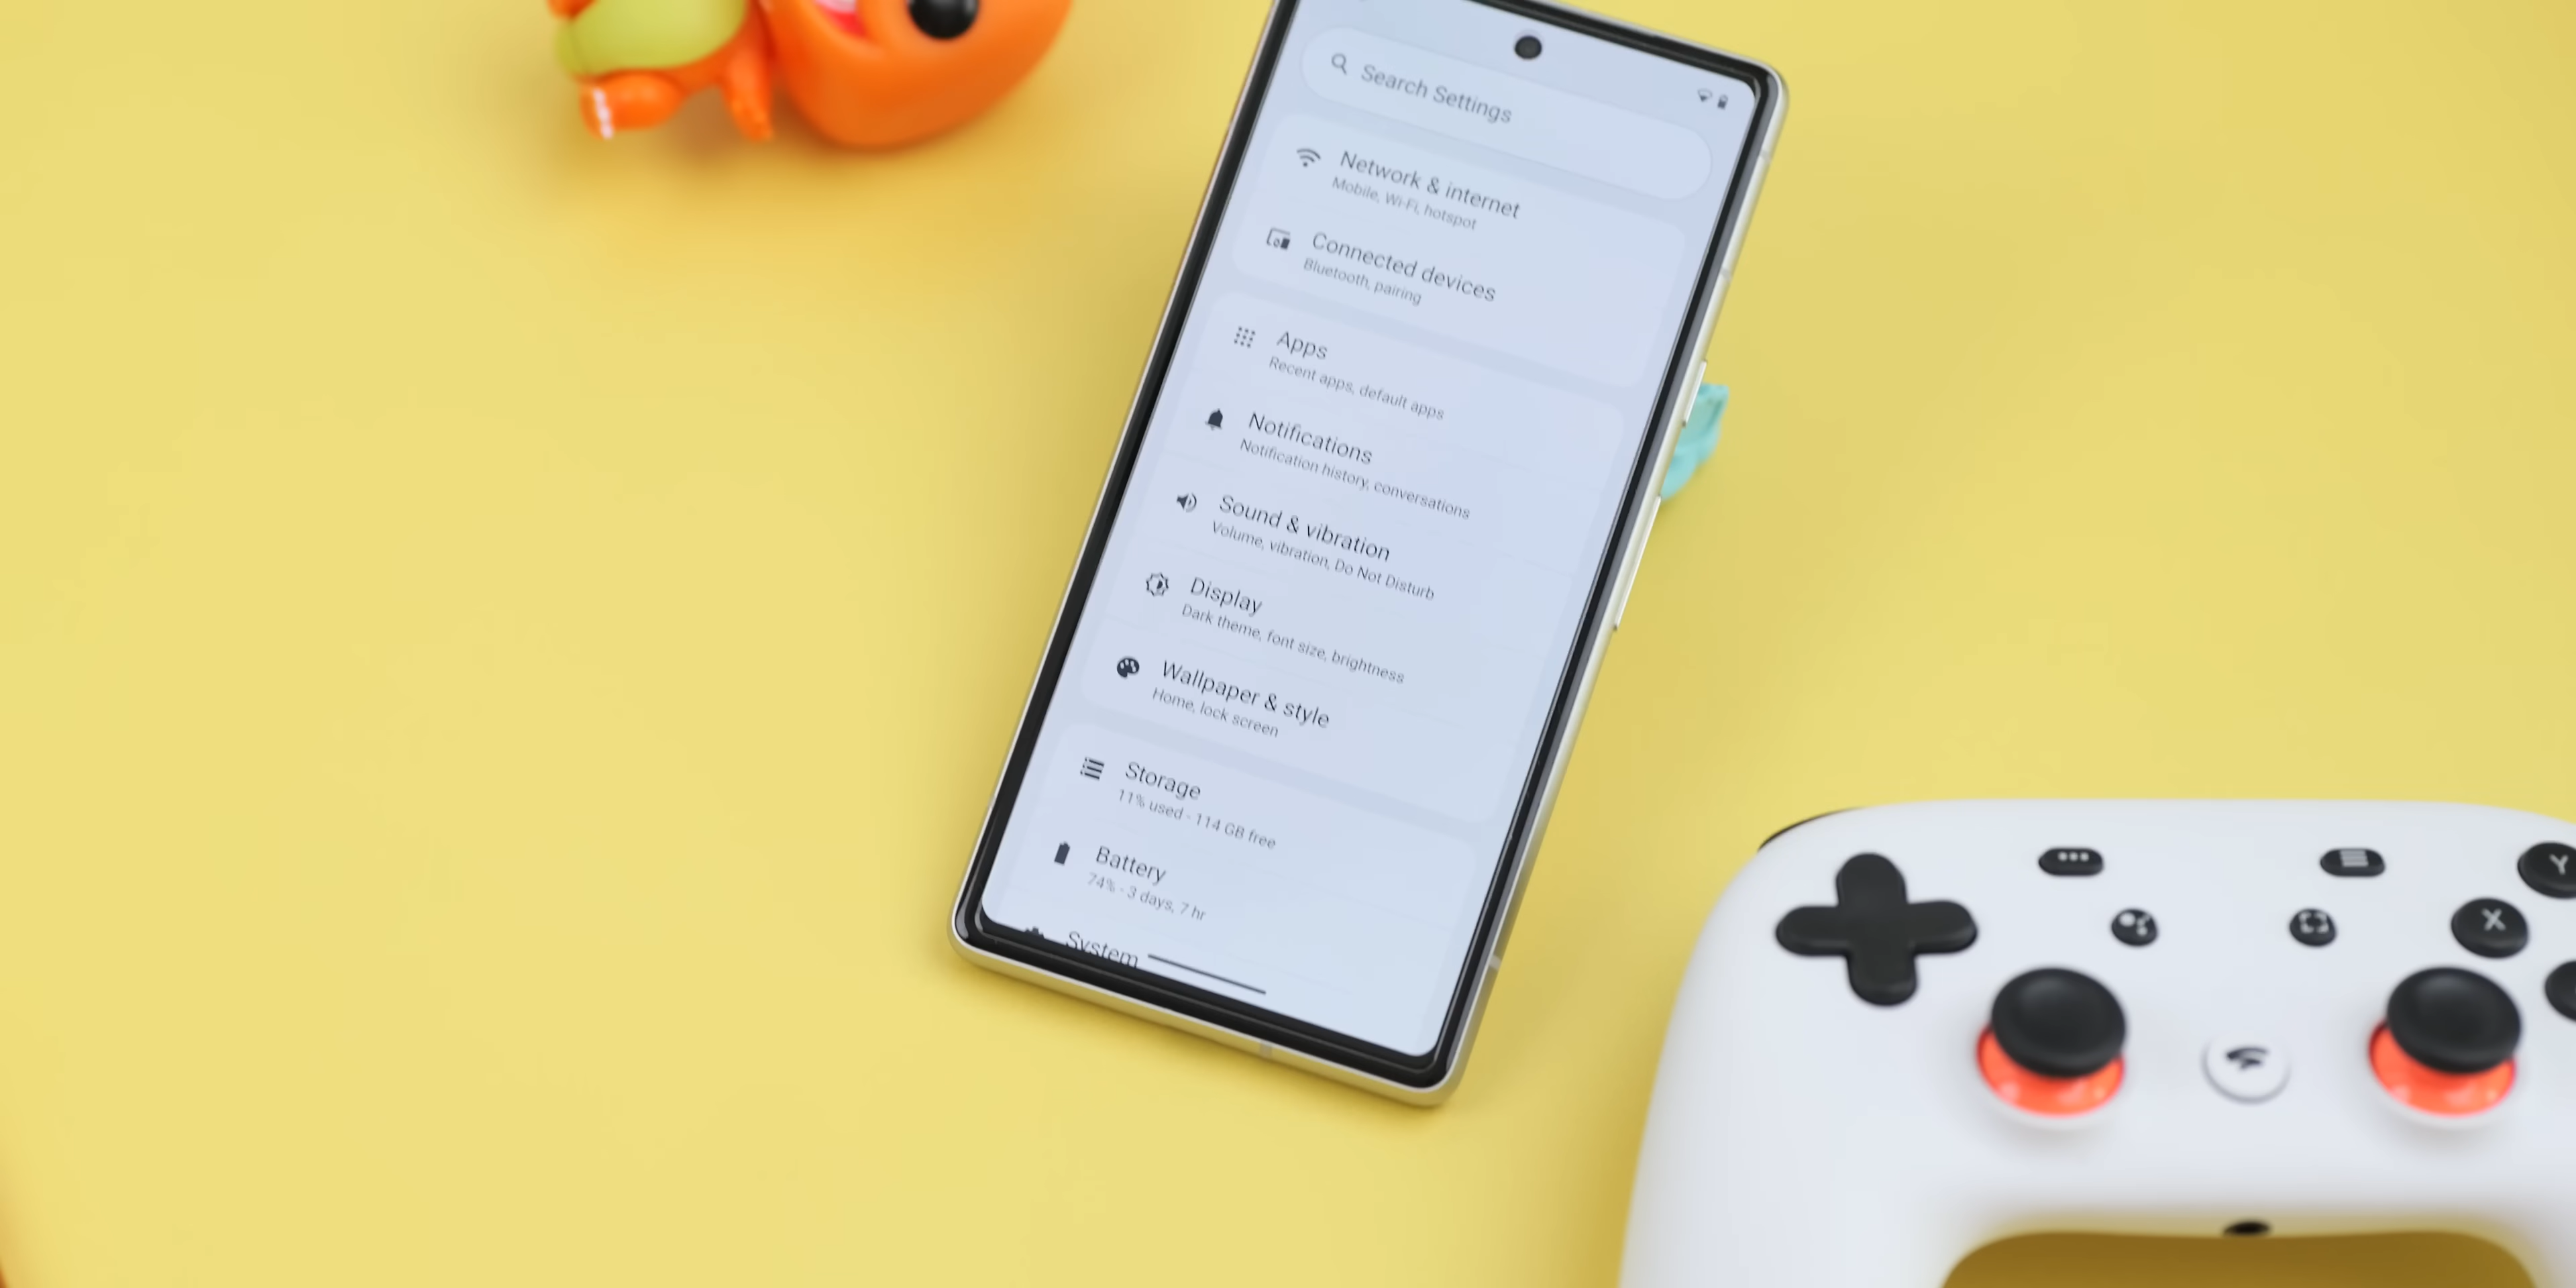 Search Settings
Network & internet
Mobile, Wi-Fi, hotspot
Connected devices
Bluetooth, pairing
Apps
Recent apps, default apps
Notifications
Notification history, conversations
Sound & vibration
Volume, vibration, Do Not Disturb
Display
Dark theme, font size, brightness
Wallpaper & style
Home, lock screen
Storage
11% used - 114 GB free
Battery
74% - 3 days, 7 hr
System
Y
X